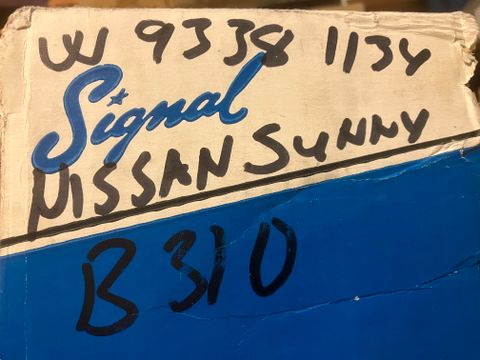 W 9338 1134
Signal
NISSAN SUNNY
B310